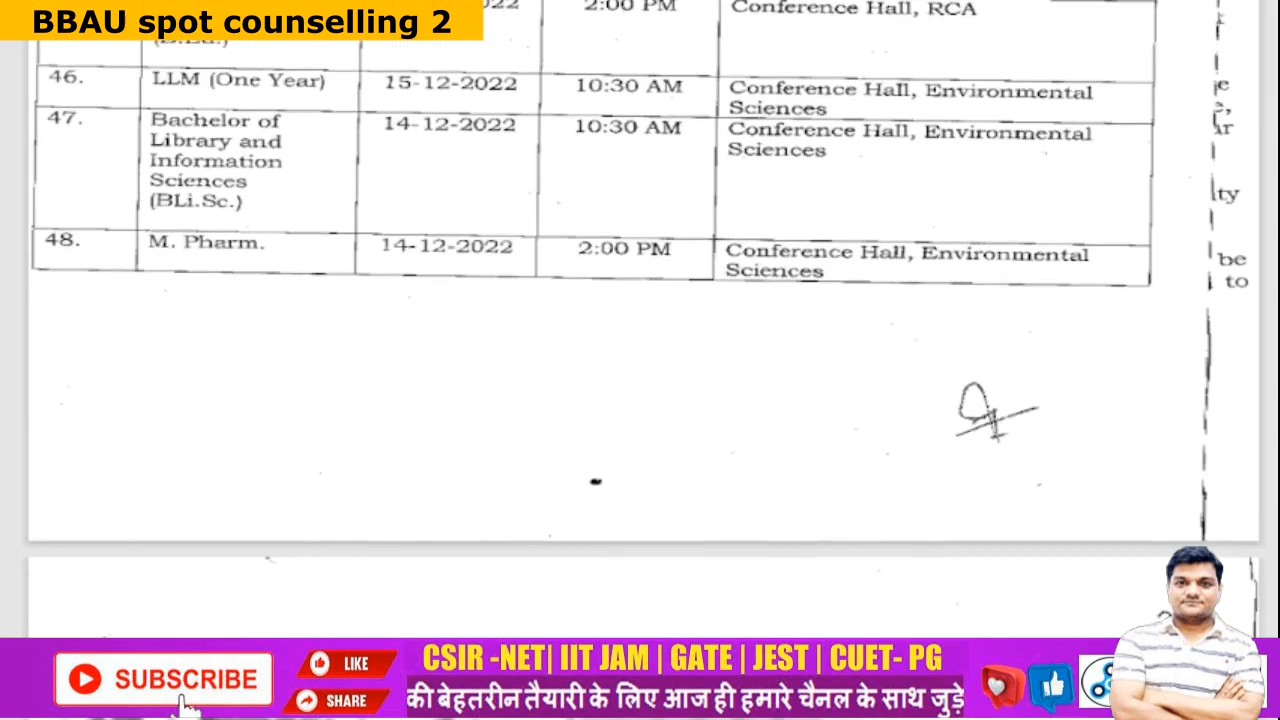 BBAU spot counselling 2
2:00 PM Conference Hall, RCA
46. LLM (One Year) 15-12-2022 10:30 AM Conference Hall, Environmental
Sciences
47. Bachelor of 14-12-2022 10:30 AM Conference Hall, Environmental
Library and Sciences
Information
Sciences
(BLi.Sc.)
48. M. Pharm. 14-12-2022 2:00 PM Conference Hall, Environmental
Sciences
ty
be
to
SUBSCRIBE
LIKE
SHARE
CSIR -NET| IIT JAM | GATE | JEST | CUET- PG
की बेहतरीन तैयारी के लिए आज ही हमारे चैनल के साथ जुड़े